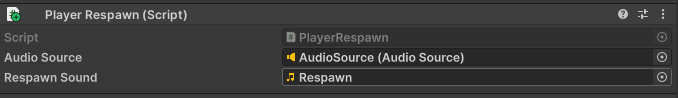 Player Respawn (Script)
Script PlayerRespawn
Audio Source AudioSource (Audio Source)
Respawn Sound Respawn